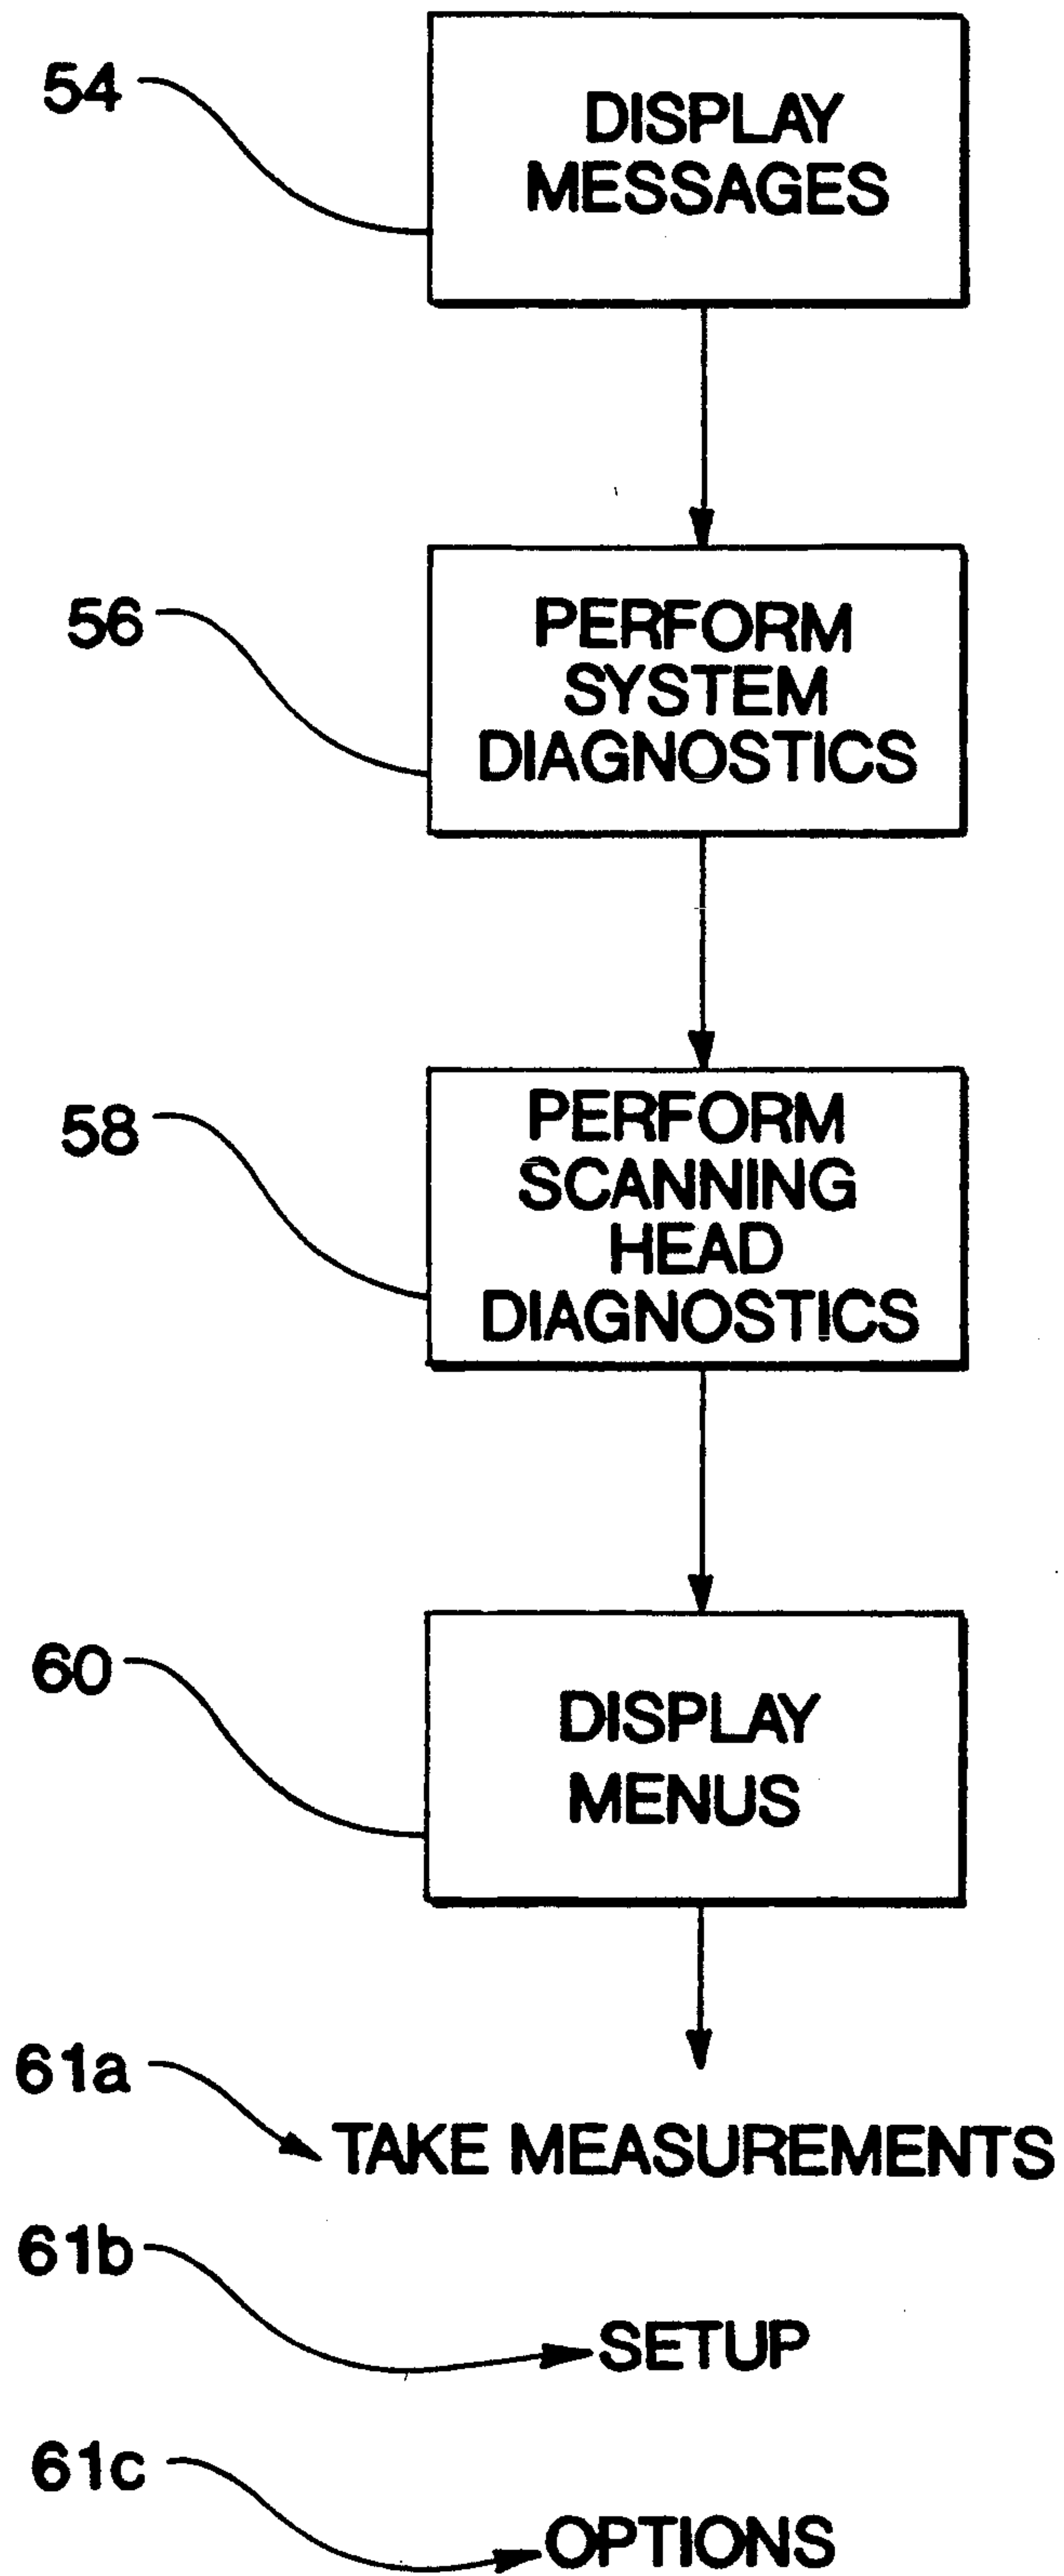 54
DISPLAY
MESSAGES
56
PERFORM
SYSTEM
DIAGNOSTICS
58
PERFORM
SCANNING
HEAD
DIAGNOSTICS
60
DISPLAY
MENUS
61a
TAKE MEASUREMENTS
61b
SETUP
61c
OPTIONS